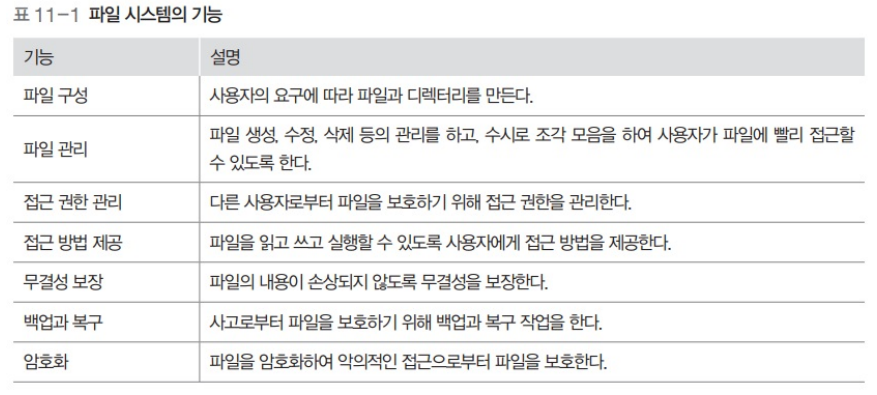 표 11-1 파일 시스템의 기능
기능 설명
파일 구성 사용자의 요구에 따라 파일과 디렉터리를 만든다.
파일 관리 파일 생성, 수정, 삭제 등의 관리를 하고, 수시로 조각 모음을 하여 사용자가 파일에 빨리 접근할
수 있도록 한다.
접근 권한 관리 다른 사용자로부터 파일을 보호하기 위해 접근 권한을 관리한다.
접근 방법 제공 파일을 읽고 쓰고 실행할 수 있도록 사용자에게 접근 방법을 제공한다.
무결성 보장 파일의 내용이 손상되지 않도록 무결성을 보장한다.
백업과 복구 사고로부터 파일을 보호하기 위해 백업과 복구 작업을 한다.
암호화 파일을 암호화하여 악의적인 접근으로부터 파일을 보호한다.